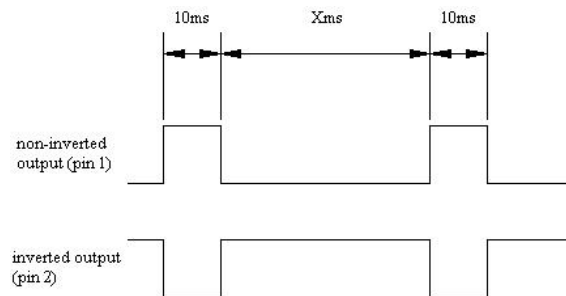 10ms
Xms
10ms
non-inverted
output (pin 1)
inverted output
(pin 2)